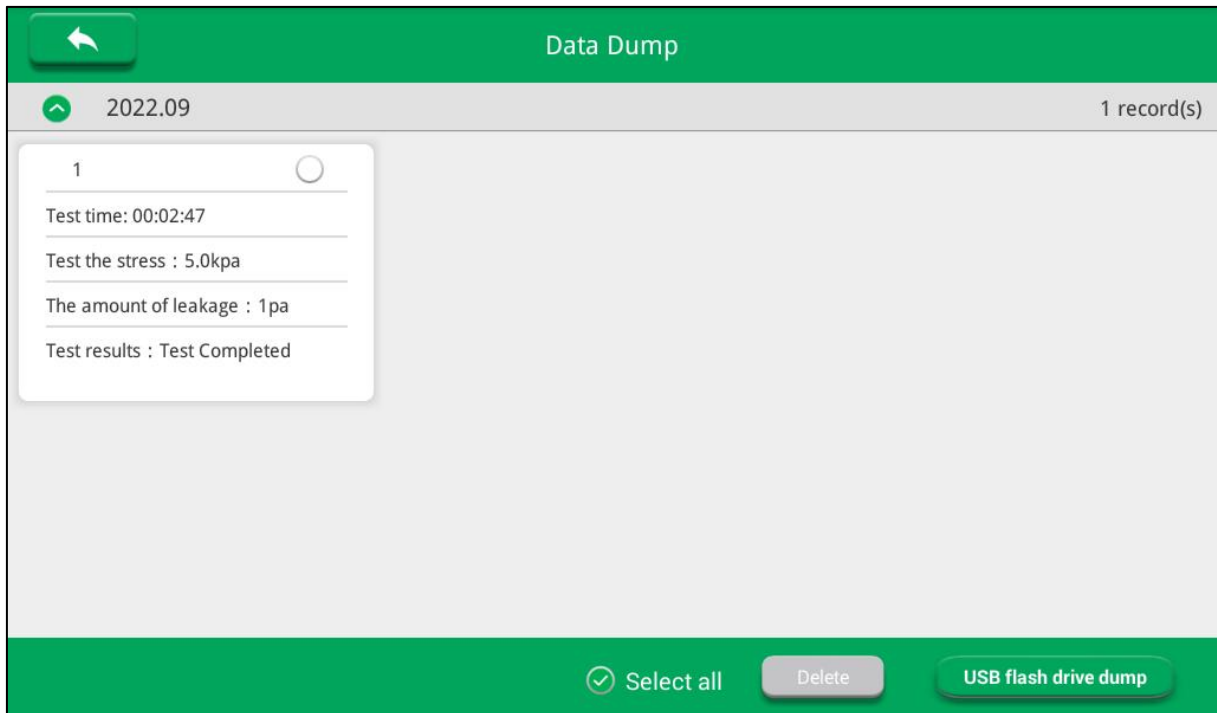 Data Dump
2022.09
1 record(s)
1
Test time: 00:02:47
Test the stress：5.0kpa
The amount of leakage：1pa
Test results：Test Completed
Select all
Delete
USB flash drive dump